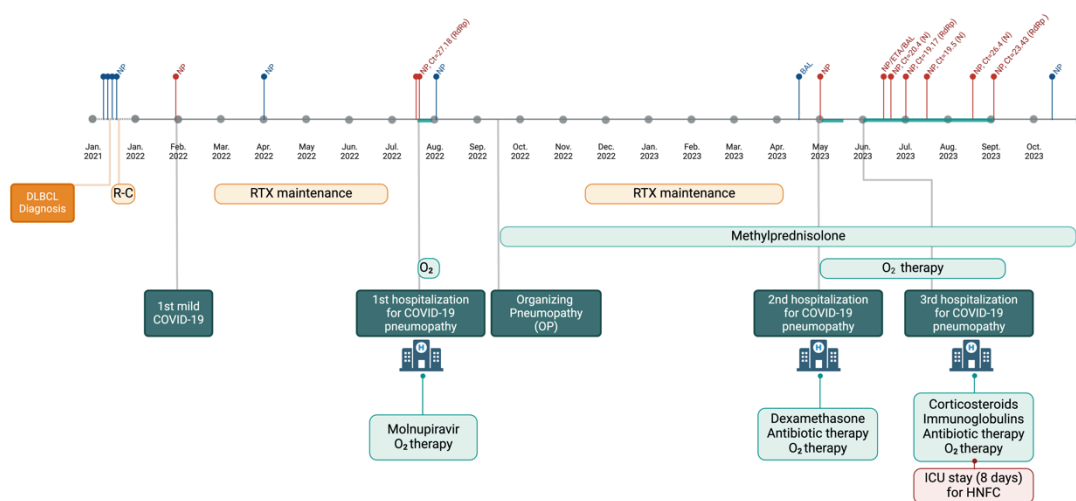 NP
NP
NP
NP, Ct=27.18 (RdRp)
NP
BAL
NP
NP/ETA/BAL
NP, Ct=20.4 (N)
NP, Ct=19.17 (RdRp)
NP, Ct=19.5 (N)
NP, Ct=26.4 (N)
NP, Ct=23.43 (RdRp )
NP
Jan. Jan. Feb. Mar. Apr. May Jun. Jul. Aug. Sep. Oct. Nov. Dec. Jan. Feb. Mar. Apr. May Jun. Jul. Aug. Sept. Oct.
2021 2022 2022 2022 2022 2022 2022 2022 2022 2022 2022 2022 2022 2023 2023 2023 2023 2023 2023 2023 2023 2023 2023
DLBCL
Diagnosis
R-C
RTX maintenance
RTX maintenance
Methylprednisolone
O₂
O₂ therapy
1st mild
COVID-19
1st hospitalization
for COVID-19
pneumopathy
Organizing
Pneumopathy
(OP)
2nd hospitalization
for COVID-19
pneumopathy
3rd hospitalization
for COVID-19
pneumopathy
H
H
H
Molnupiravir
O₂ therapy
Dexamethasone
Antibiotic therapy
O₂ therapy
Corticosteroids
Immunoglobulins
Antibiotic therapy
O₂ therapy
ICU stay (8 days)
for HNFC